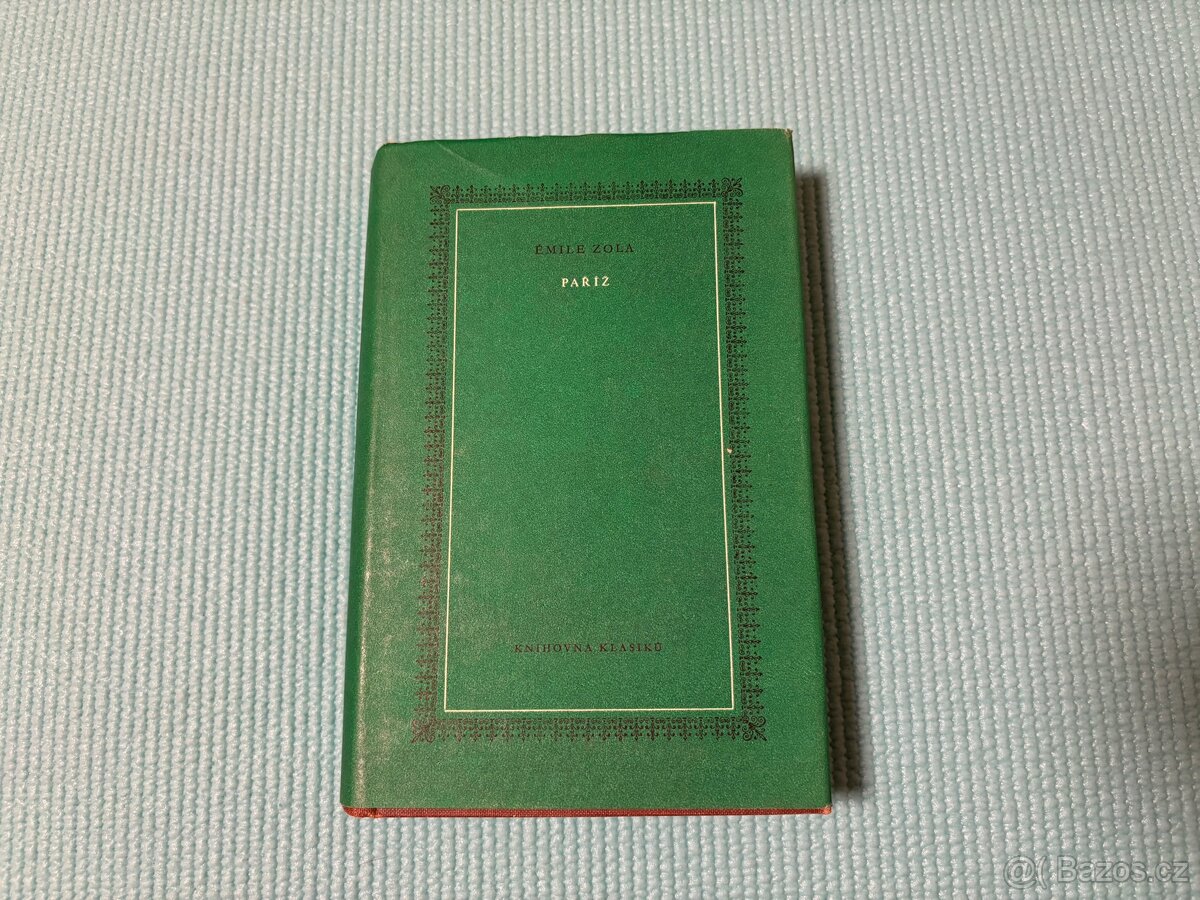 ÉMILE ZOLA
PAŘÍŽ
KNIHOVNA KLASIKŮ
@( Bazos.cz